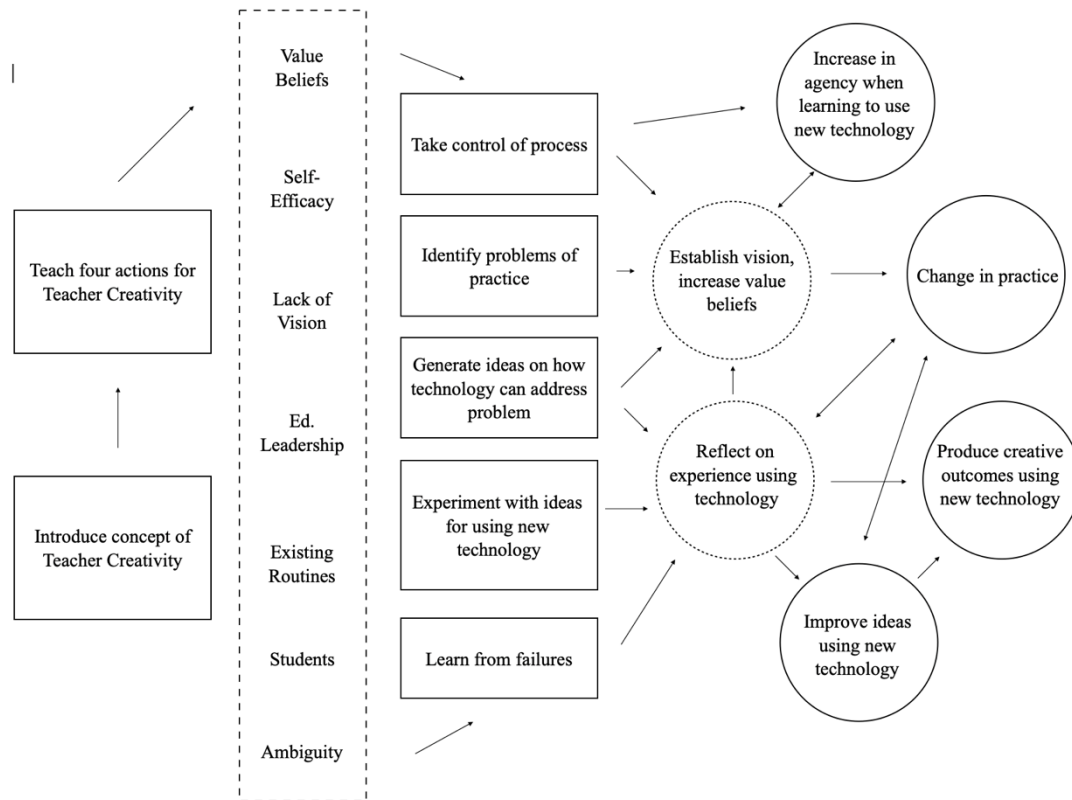 Teach four actions for
Teacher Creativity
Introduce concept of
Teacher Creativity
Value
Beliefs
Self-
Efficacy
Lack of
Vision
Ed.
Leadership
Existing
Routines
Students
Ambiguity
Take control of process
Identify problems of
practice
Generate ideas on how
technology can address
problem
Experiment with ideas
for using new
technology
Learn from failures
Establish vision,
increase value
beliefs
Reflect on
experience using
technology
Increase in
agency when
learning to use
new technology
Change in practice
Produce creative
outcomes using
new technology
Improve ideas
using new
technology